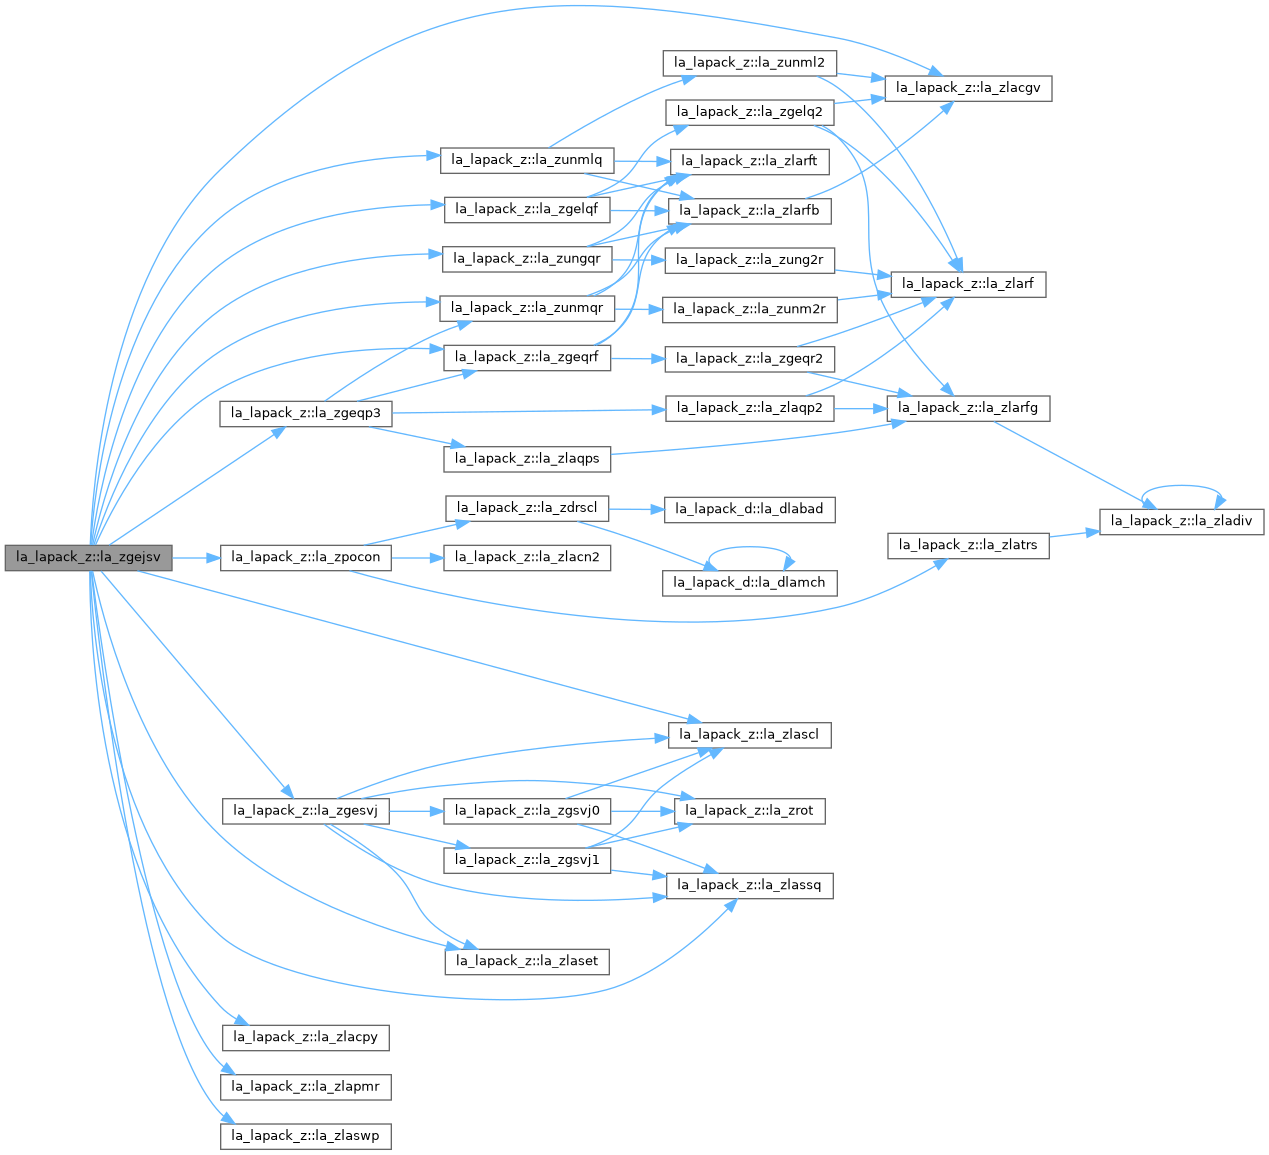 la_lapack_z::la_zgejsv
la_lapack_z::la_zunmlq
la_lapack_z::la_zgelqf
la_lapack_z::la_zungqr
la_lapack_z::la_zunmqr
la_lapack_z::la_zgeqrf
la_lapack_z::la_zgeqp3
la_lapack_z::la_zlaqps
la_lapack_z::la_zdrscl
la_lapack_z::la_zpocon
la_lapack_z::la_zlacn2
la_lapack_z::la_zunml2
la_lapack_z::la_zgelq2
la_lapack_z::la_zlarft
la_lapack_z::la_zlarfb
la_lapack_z::la_zung2r
la_lapack_z::la_zunm2r
la_lapack_z::la_zgeqr2
la_lapack_z::la_zlaqp2
la_lapack_d::la_dlabad
la_lapack_d::la_dlamch
la_lapack_z::la_zlacgv
la_lapack_z::la_zlarf
la_lapack_z::la_zlarfg
la_lapack_z::la_zlatrs
la_lapack_z::la_zladiv
la_lapack_z::la_zlascl
la_lapack_z::la_zgesvj
la_lapack_z::la_zgsvj0
la_lapack_z::la_zrot
la_lapack_z::la_zgsvj1
la_lapack_z::la_zlassq
la_lapack_z::la_zlaset
la_lapack_z::la_zlacpy
la_lapack_z::la_zlapmr
la_lapack_z::la_zlaswp